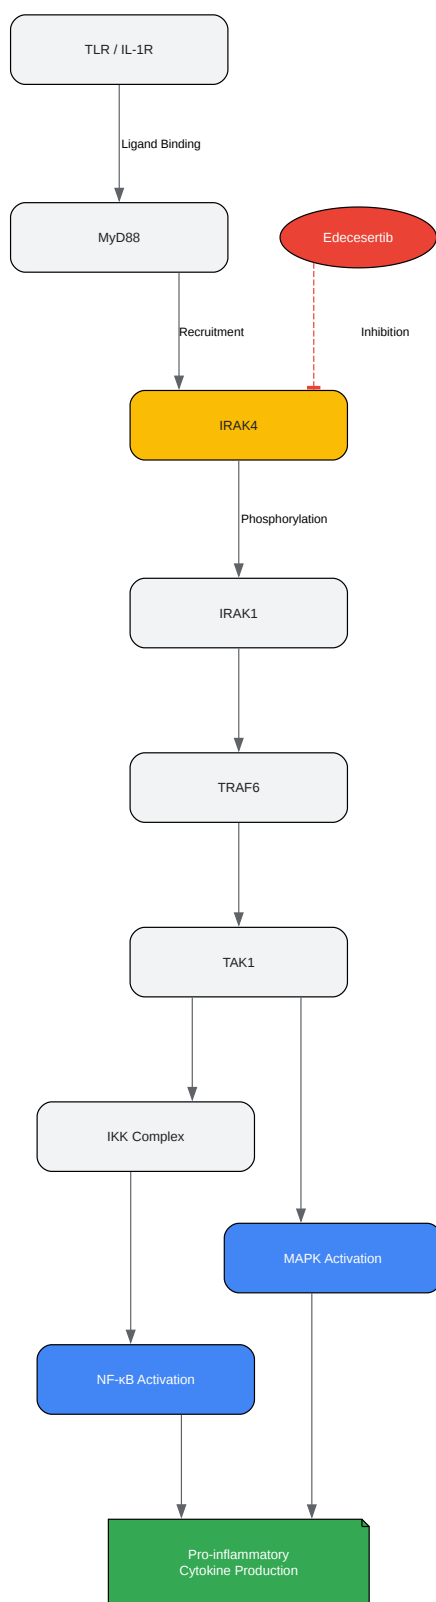 TLR / IL-1R
Ligand Binding
MyD88
Edecesertib
Recruitment
Inhibition
IRAK4
Phosphorylation
IRAK1
TRAF6
TAK1
IKK Complex
MAPK Activation
NF-κB Activation
Pro-inflammatory
Cytokine Production